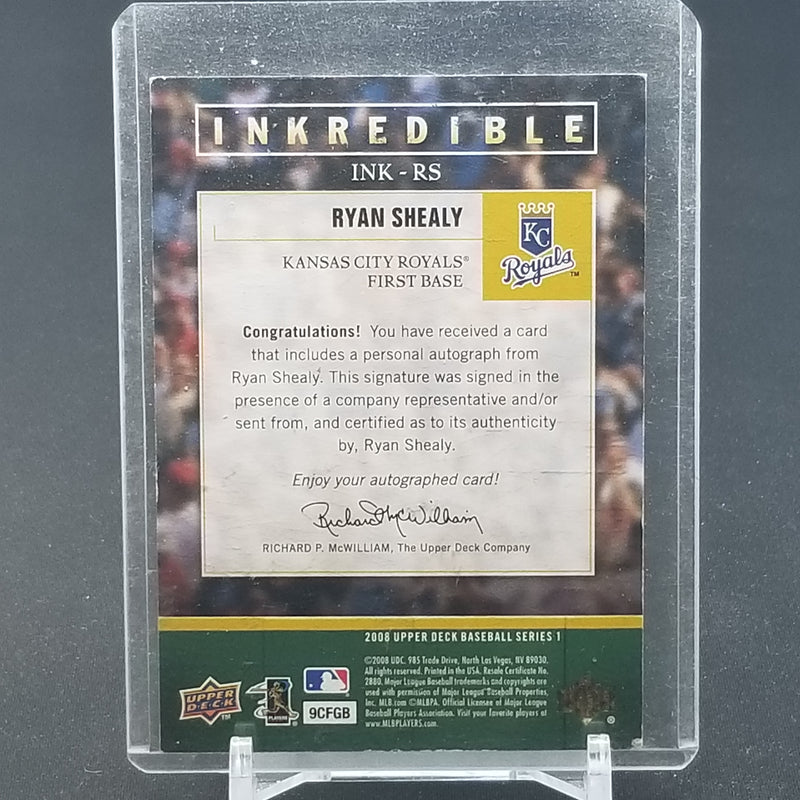 INKREDIBLE
INK - RS
RYAN SHEALY
KANSAS CITY ROYALS®
FIRST BASE
KC
Royals™
Congratulations! You have received a card
that includes a personal autograph from
Ryan Shealy. This signature was signed in the
presence of a company representative and/or
sent from, and certified as to its authenticity
by, Ryan Shealy.
Enjoy your autographed card!
Richard P. McWilliam
RICHARD P. McWILLIAM, The Upper Deck Company
2008 UPPER DECK BASEBALL SERIES 1
©2008 UDC. 985 Trade Drive, North Las Vegas, NV 89030.
All rights reserved. Printed in the USA. Resale Certificate No.
2880. Major League Baseball trademarks and copyrights are
used with permission of Major League Baseball Properties,
Inc. MLB.com ©MLBPA. Official Licensee of Major League
Baseball Players Association. Visit your favorite players at
www.MLBPLAYERS.com.
UPPER
DECK
™
PLAYERS
9CFGB
®